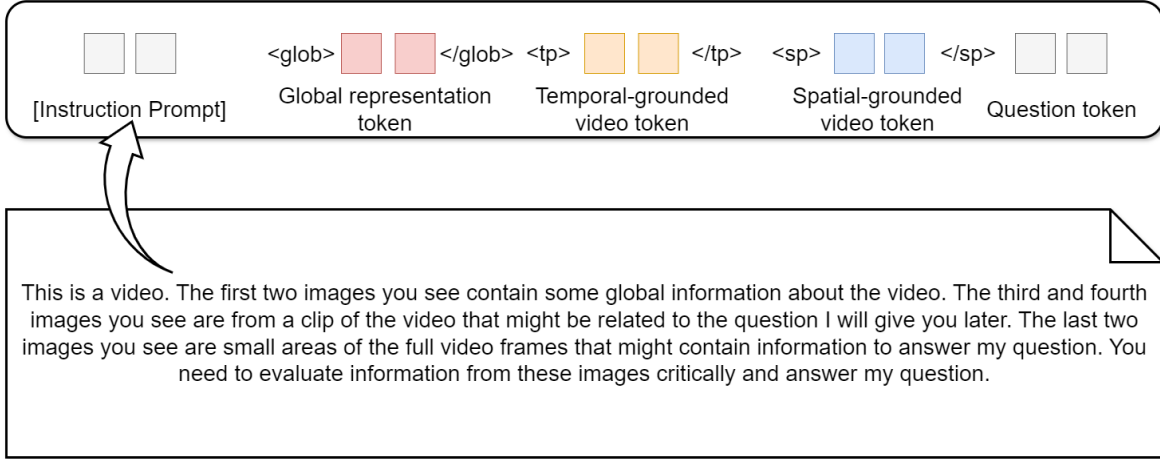 <glob> </glob> <tp> </tp> <sp> </sp>
[Instruction Prompt]
Global representation
token
Temporal-grounded
video token
Spatial-grounded
video token
Question token
This is a video. The first two images you see contain some global information about the video. The third and fourth
images you see are from a clip of the video that might be related to the question I will give you later. The last two
images you see are small areas of the full video frames that might contain information to answer my question. You
need to evaluate information from these images critically and answer my question.